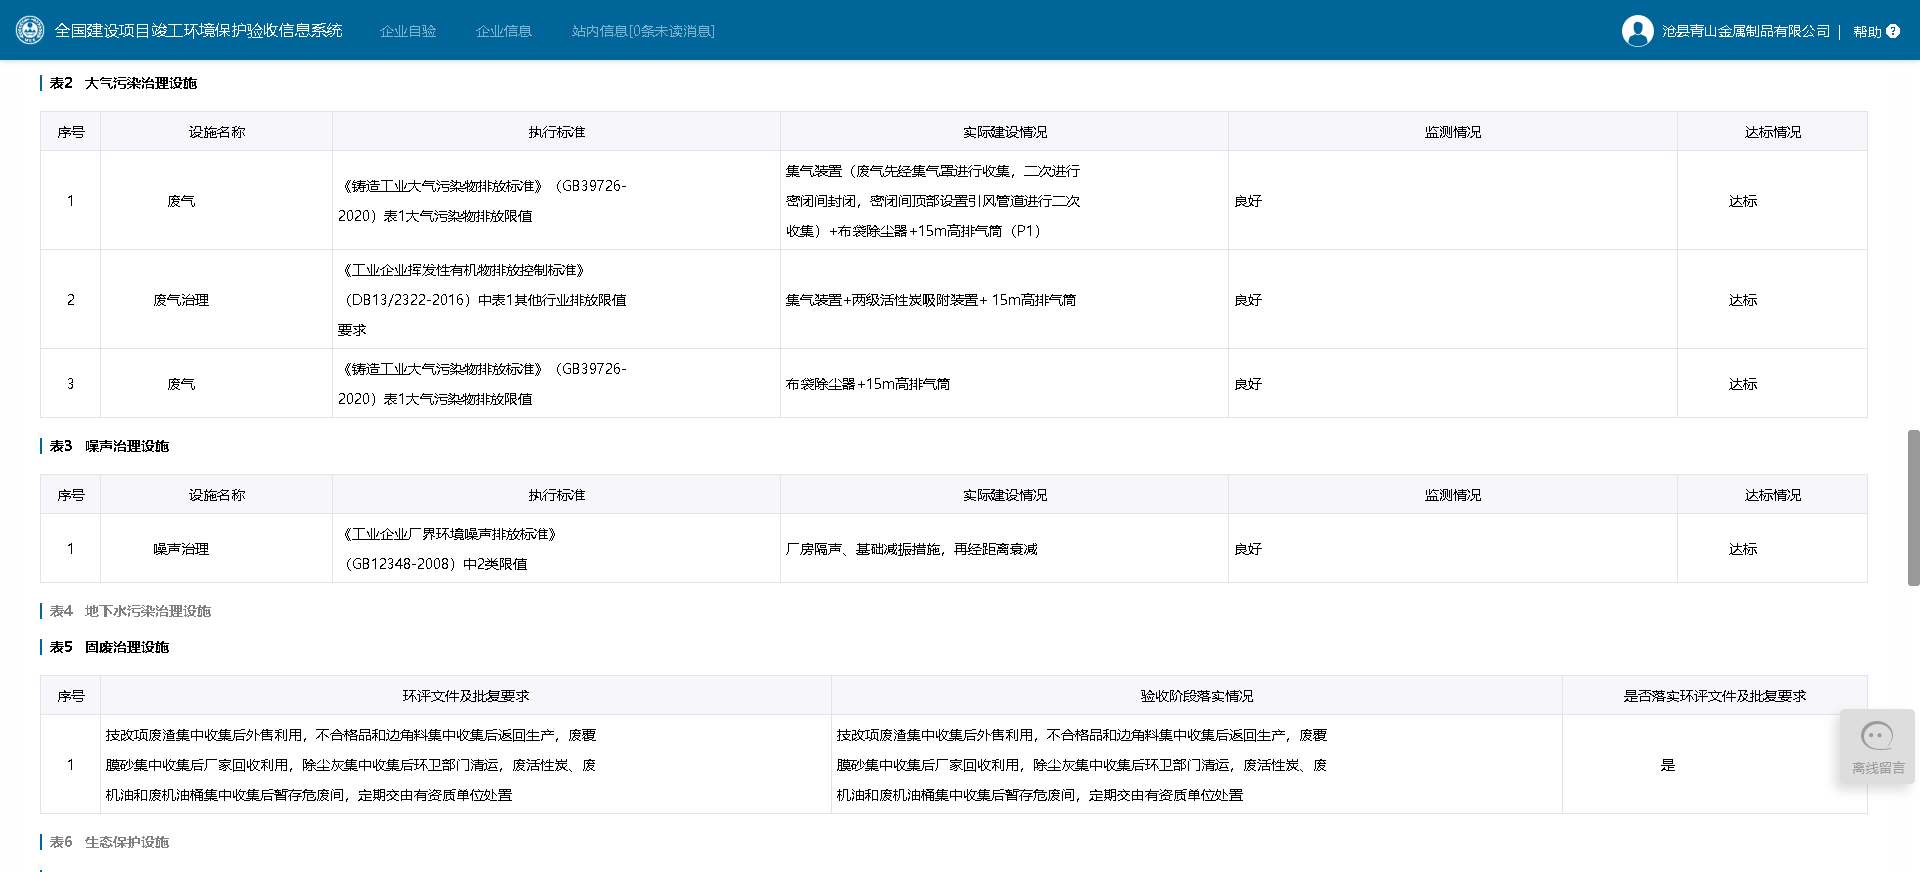 全国建设项目竣工环境保护验收信息系统 企业自验 企业信息 站内信息[0条未读消息] 沧县青山金属制品有限公司 | 帮助
表2 大气污染治理设施
序号 设施名称 执行标准 实际建设情况 监测情况 达标情况
1 废气
《铸造工业大气污染物排放标准》（GB39726-
2020）表1大气污染物排放限值
集气装置（废气先经集气罩进行收集，二次进行
密闭间封闭，密闭间顶部设置引风管道进行二次
收集）+布袋除尘器+15m高排气筒（P1）
良好 达标
2 废气治理
《工业企业挥发性有机物排放控制标准》
（DB13/2322-2016）中表1其他行业排放限值
要求
集气装置+两级活性炭吸附装置+ 15m高排气筒
良好 达标
3 废气
《铸造工业大气污染物排放标准》（GB39726-
2020）表1大气污染物排放限值
布袋除尘器+15m高排气筒
良好 达标
表3 噪声治理设施
序号 设施名称 执行标准 实际建设情况 监测情况 达标情况
1 噪声治理
《工业企业厂界环境噪声排放标准》
（GB12348-2008）中2类限值
厂房隔声、基础减振措施，再经距离衰减
良好 达标
表4 地下水污染治理设施
表5 固废治理设施
序号 环评文件及批复要求 验收阶段落实情况 是否落实环评文件及批复要求
1
技改项废渣集中收集后外售利用，不合格品和边角料集中收集后返回生产，废覆
膜砂集中收集后厂家回收利用，除尘灰集中收集后环卫部门清运，废活性炭、废
机油和废机油桶集中收集后暂存危废间，定期交由有资质单位处置
技改项废渣集中收集后外售利用，不合格品和边角料集中收集后返回生产，废覆
膜砂集中收集后厂家回收利用，除尘灰集中收集后环卫部门清运，废活性炭、废
机油和废机油桶集中收集后暂存危废间，定期交由有资质单位处置
是
离线留言
表6 生态保护设施